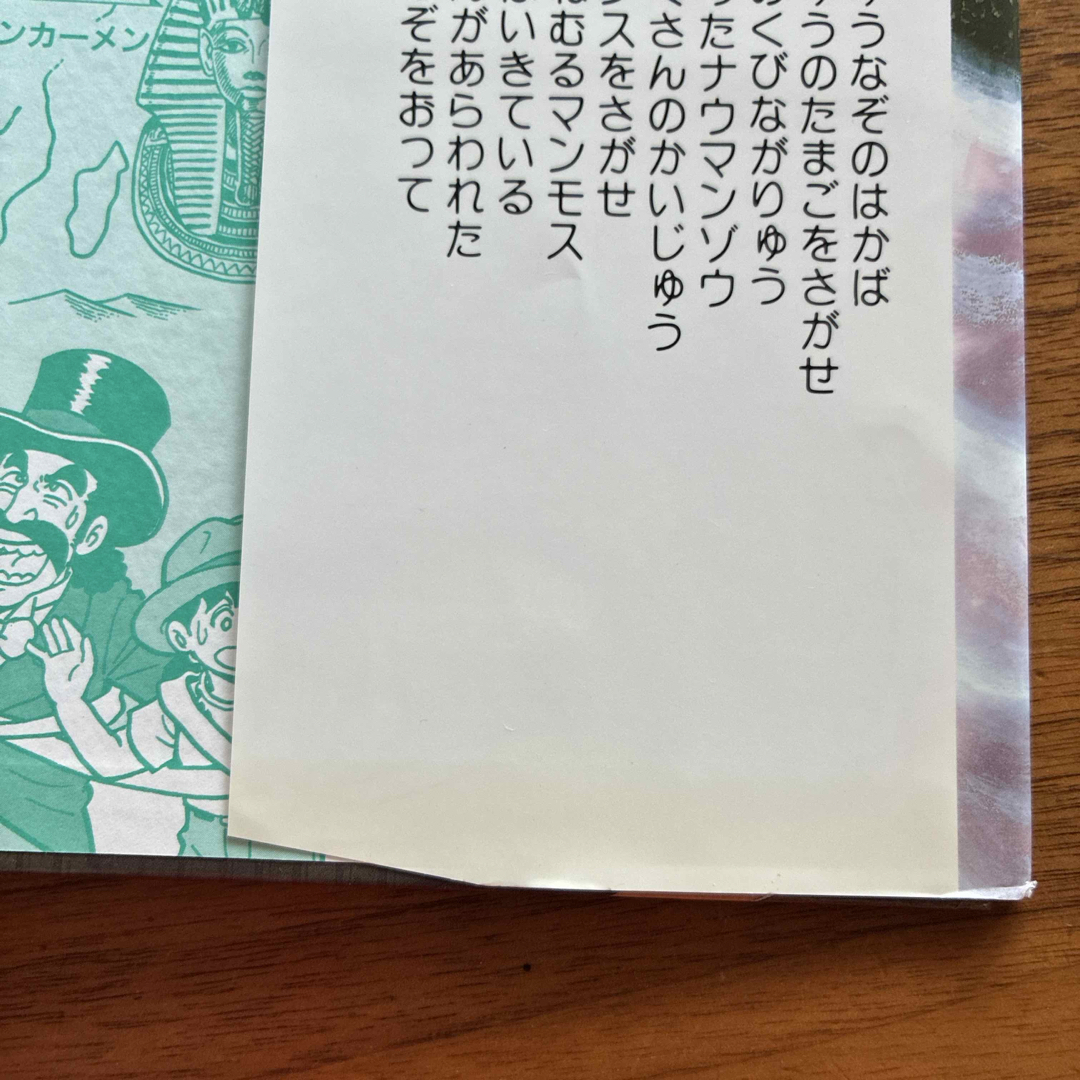 うなぞのはかば
うのたまごをさがせ
くびながりゅう
たナウマンゾウ
さんのかいじゅう
スをさがせ
むるマンモス
いきている
があらわれた
ぞをおって
ンカーメン